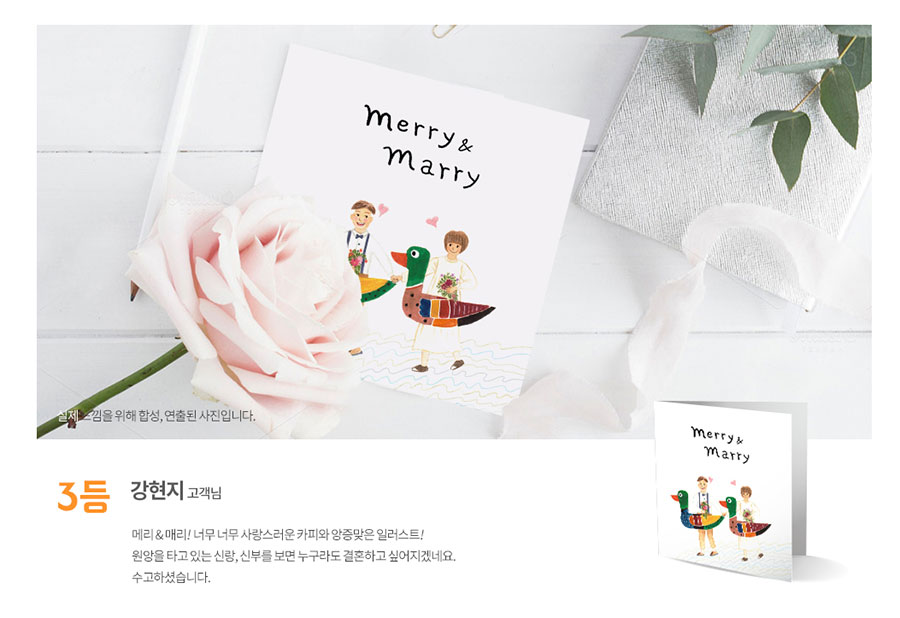 Merry &
Marry
실제 느낌을 위해 합성, 연출된 사진입니다.
Merry &
Marry
3등
강현지 고객님
메리 & 매리! 너무 너무 사랑스러운 카피와 앙증맞은 일러스트!
원앙을 타고 있는 신랑, 신부를 보면 누구라도 결혼하고 싶어지겠네요.
수고하셨습니다.